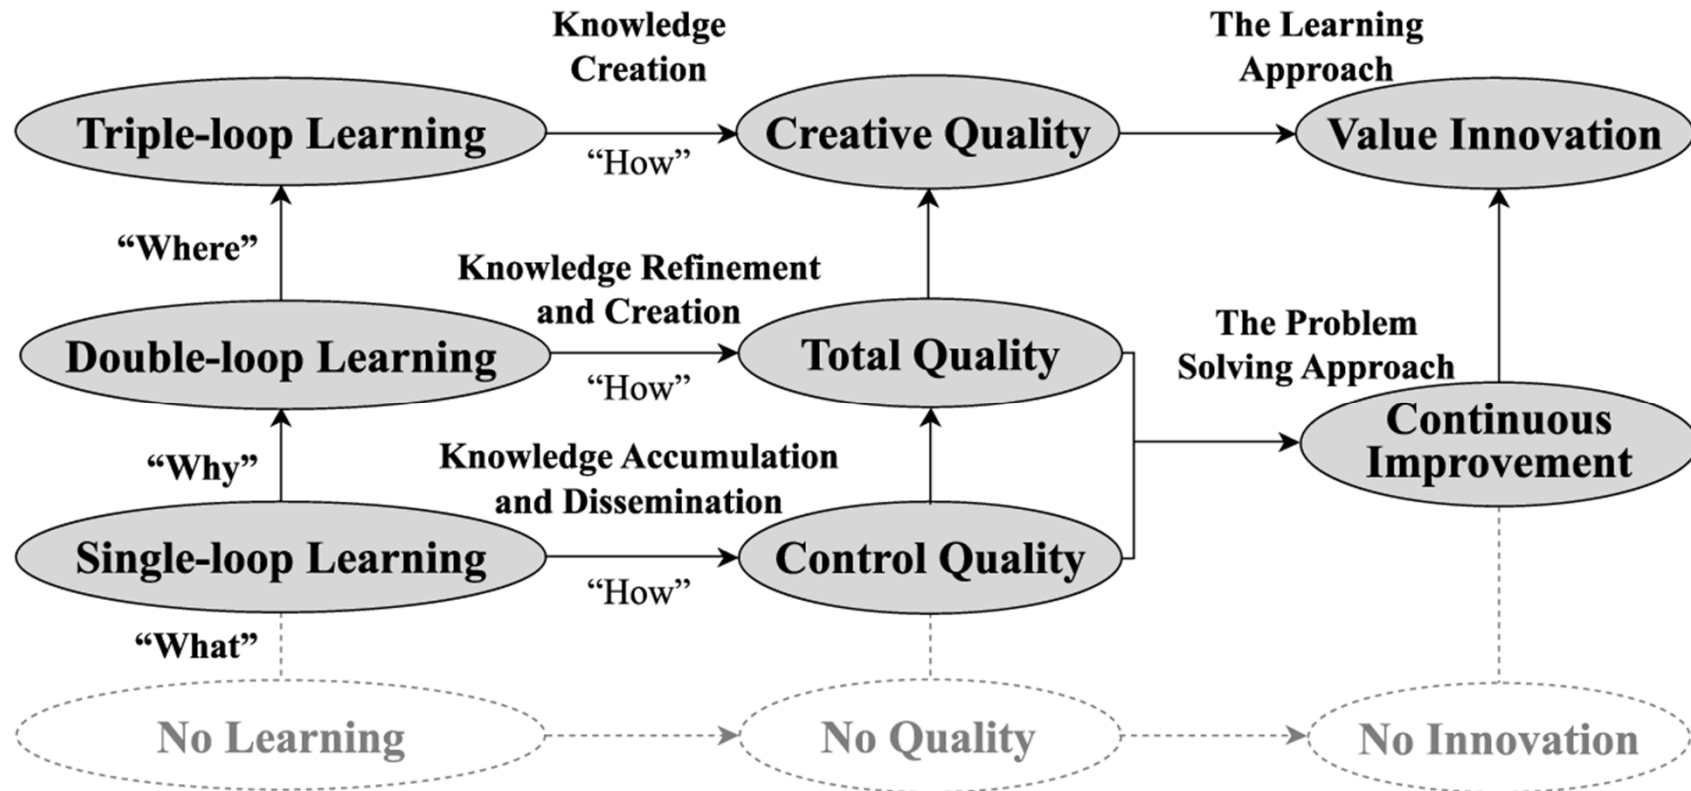 Knowledge
Creation
The Learning
Approach
Triple-loop Learning
“How”
Creative Quality
Value Innovation
“Where”
Knowledge Refinement
and Creation
The Problem
Solving Approach
Double-loop Learning
“How”
Total Quality
Continuous
Improvement
“Why”
Knowledge Accumulation
and Dissemination
Single-loop Learning
“How”
Control Quality
“What”
No Learning
No Quality
No Innovation